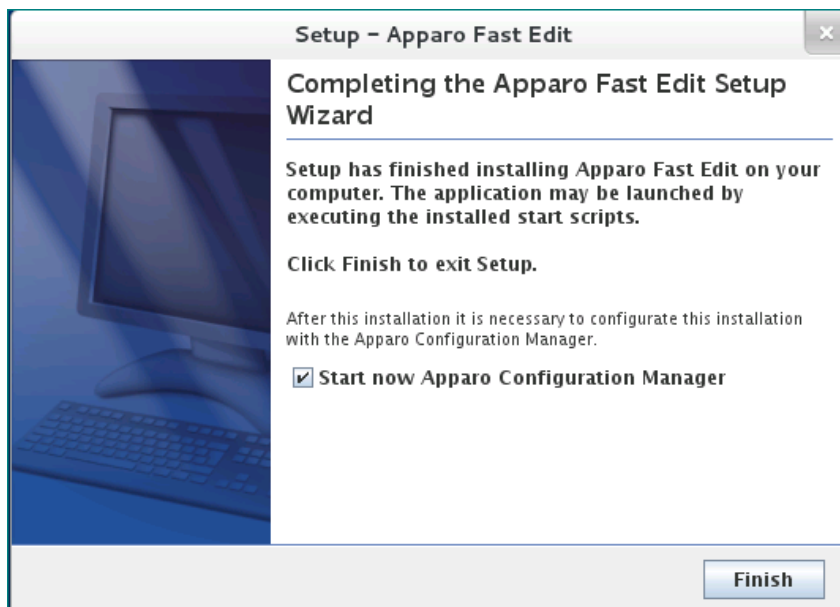 Setup – Apparo Fast Edit
Completing the Apparo Fast Edit Setup
Wizard
Setup has finished installing Apparo Fast Edit on your
computer. The application may be launched by
executing the installed start scripts.
Click Finish to exit Setup.
After this installation it is necessary to configurate this installation
with the Apparo Configuration Manager.
Start now Apparo Configuration Manager
Finish